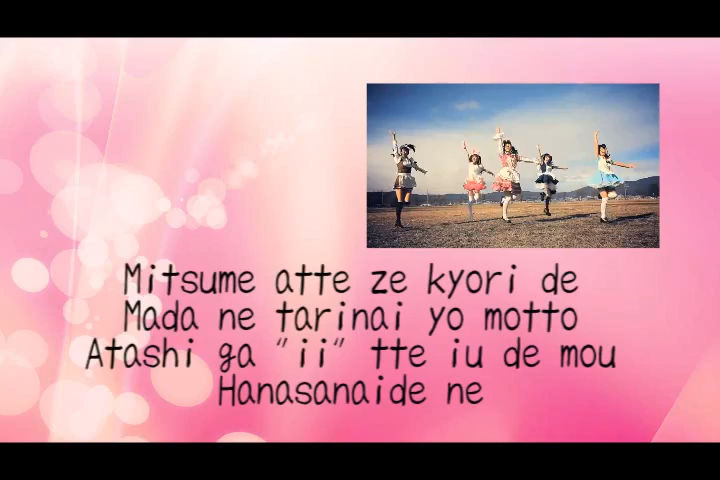 Mitsume atte ze kyori de
Mada ne tarinai yo motto
Atashi ga "ii" tte iu de mou
Hanasanaide ne